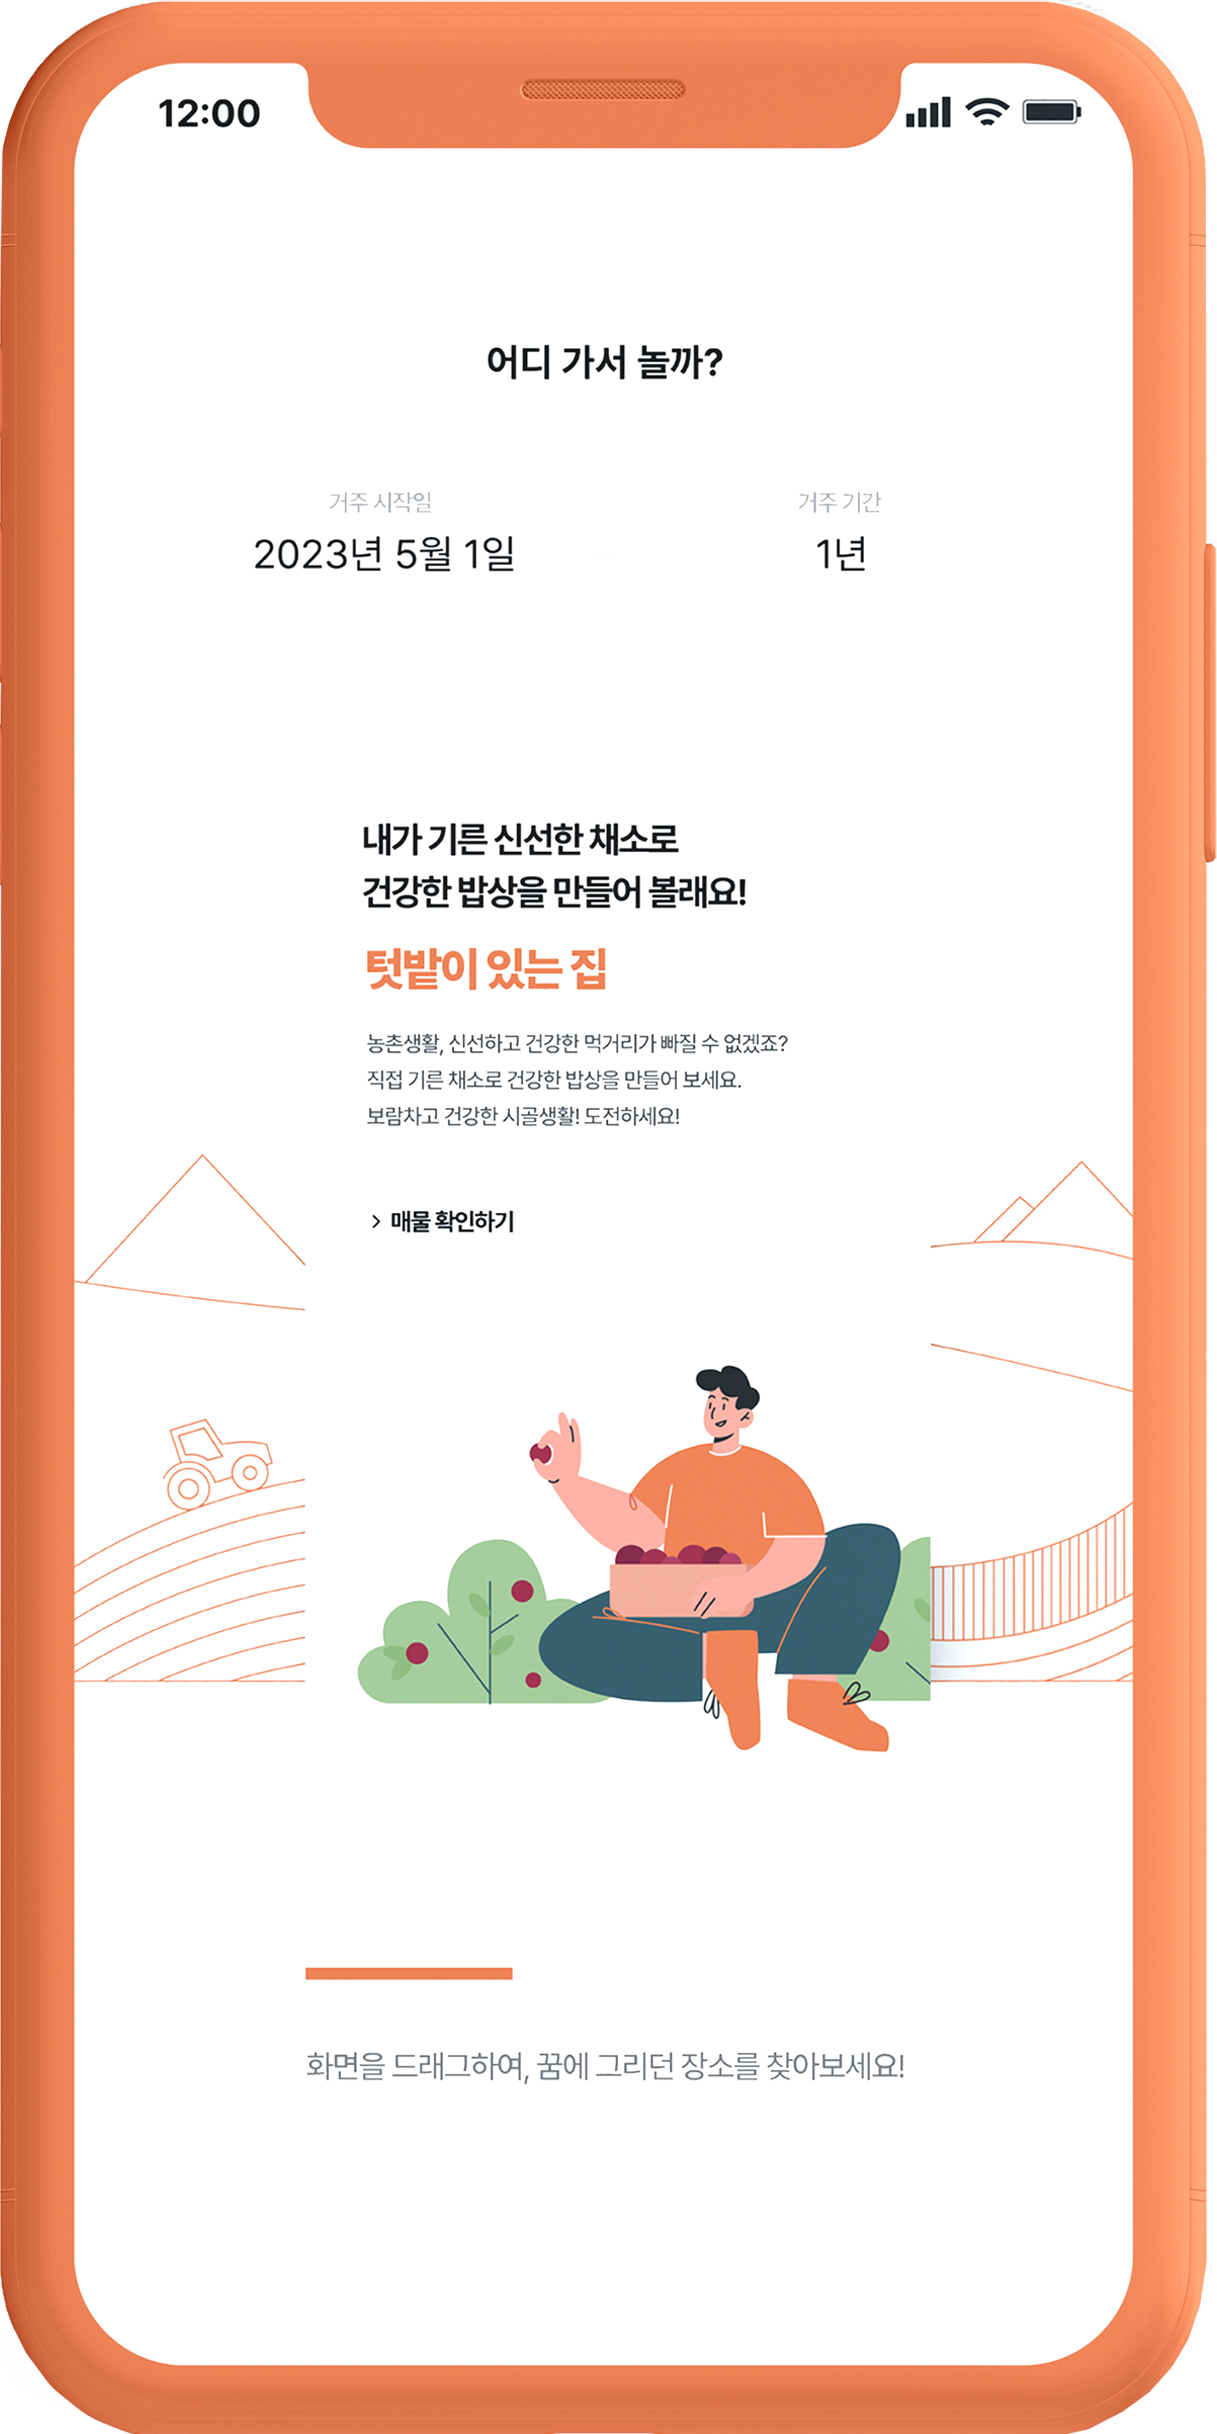 12:00
어디 가서 놀까?
거주 시작일
거주 기간
2023년 5월 1일
1년
내가 기른 신선한 채소로
건강한 밥상을 만들어 볼래요!
텃밭이 있는 집
농촌생활, 신선하고 건강한 먹거리가 빠질 수 없겠죠?
직접 기른 채소로 건강한 밥상을 만들어 보세요.
보람차고 건강한 시골생활! 도전하세요!
> 매물 확인하기
화면을 드래그하여, 꿈에 그리던 장소를 찾아보세요!